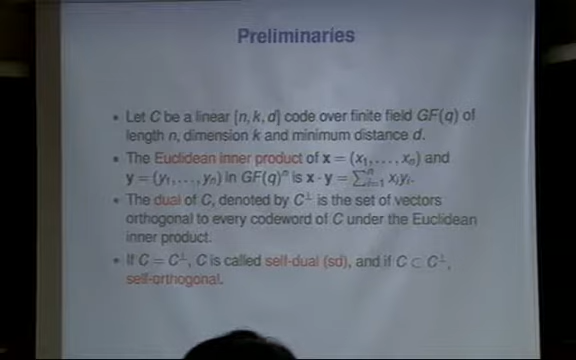 Preliminaries
• Let C be a linear [n, k, d] code over finite field GF(q) of
length n, dimension k and minimum distance d.
• The Euclidean inner product of x = (x₁, . . . , xₙ) and
y = (y₁, . . . , yₙ) in GF(q)ⁿ is x · y = ∑ⁿᵢ₌₁ xᵢyᵢ.
• The dual of C, denoted by C⊥ is the set of vectors
orthogonal to every codeword of C under the Euclidean
inner product.
• If C = C⊥, C is called self-dual (sd), and if C ⊂ C⊥,
self-orthogonal.